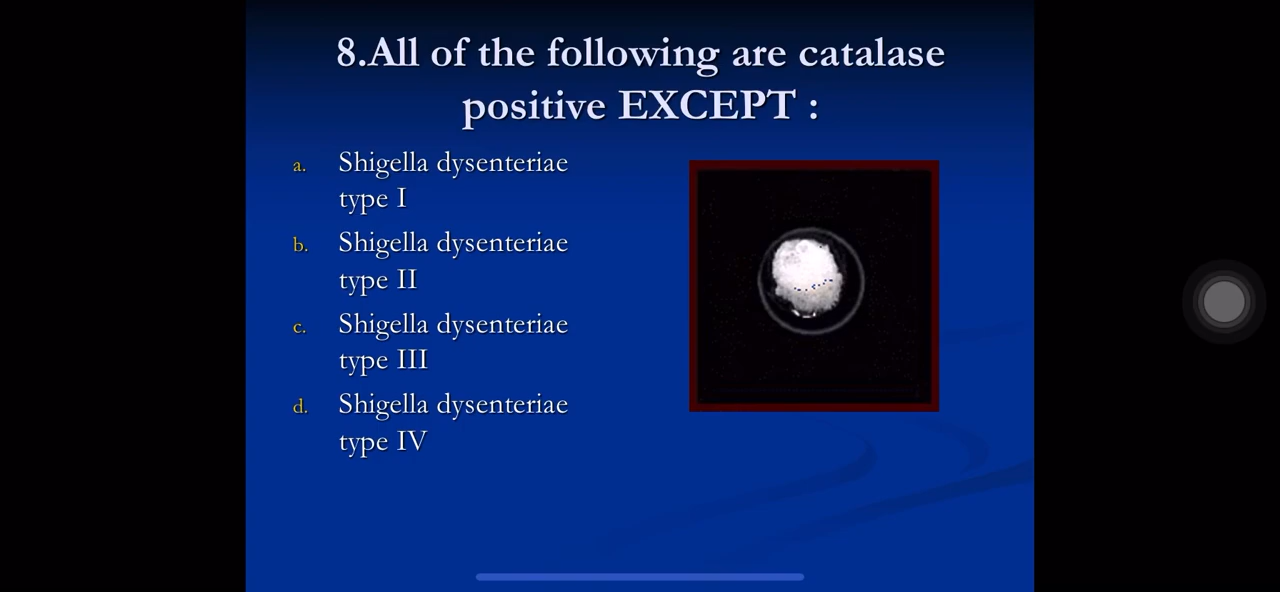 8.All of the following are catalase
positive EXCEPT :
a. Shigella dysenteriae
type I
b. Shigella dysenteriae
type II
c. Shigella dysenteriae
type III
d. Shigella dysenteriae
type IV